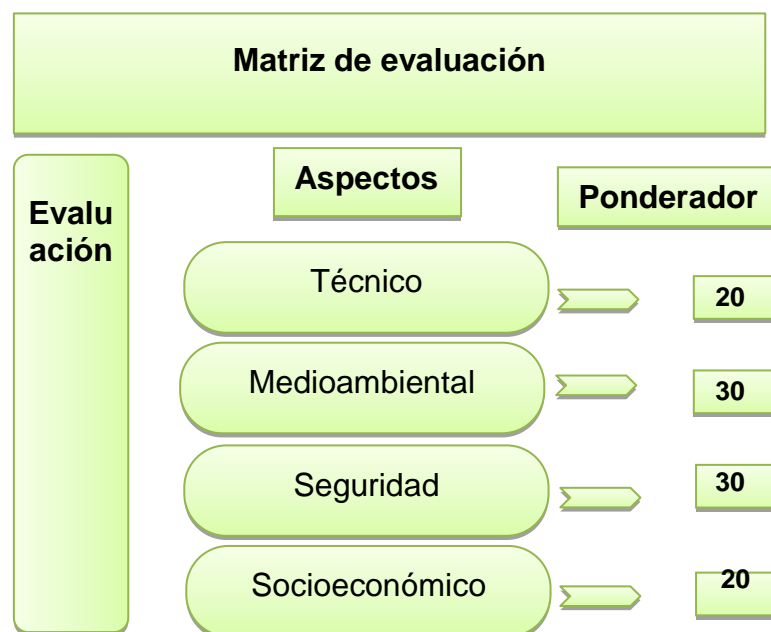 Matriz de evaluación
Evalu
ación
Aspectos
Ponderador
Técnico
20
Medioambiental
30
Seguridad
30
Socioeconómico
20